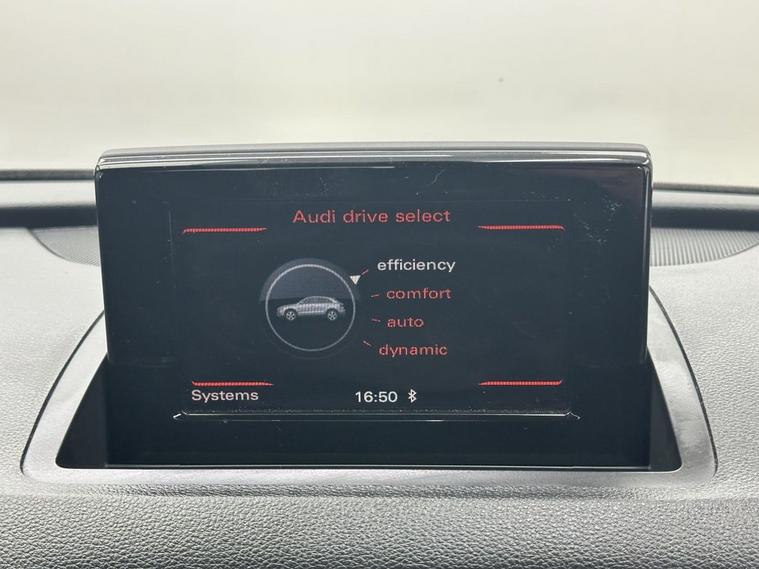 Audi drive select
efficiency
comfort
auto
dynamic
Systems 16:50